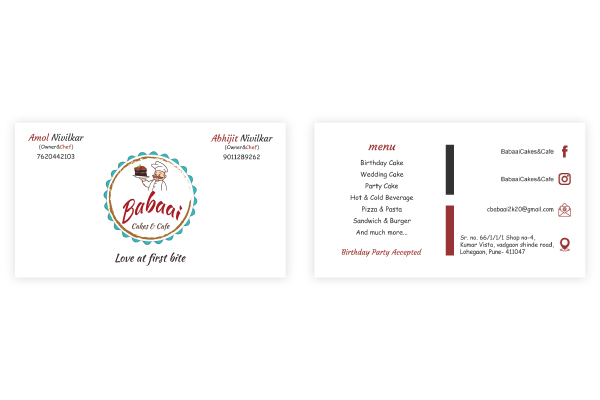 Amol Nivilkar
(Owner&Chef)
7620442103
Abhijit Nivilkar
(Owner&Chef)
9011289262
Babaai
Cakes & Cafe
Love at first bite
menu
Birthday Cake
Wedding Cake
Party Cake
Hot & Cold Beverage
Pizza & Pasta
Sandwich & Burger
And much more...
Birthday Party Accepted
BabaaiCakes&Cafe
BabaaiCakes&Cafe
cbabaai2k20@gmail.com
Sr. no. 66/1/1/1 Shop no-4,
Kumar Vista, vadgaon shinde road,
Lohegaon, Pune- 411047